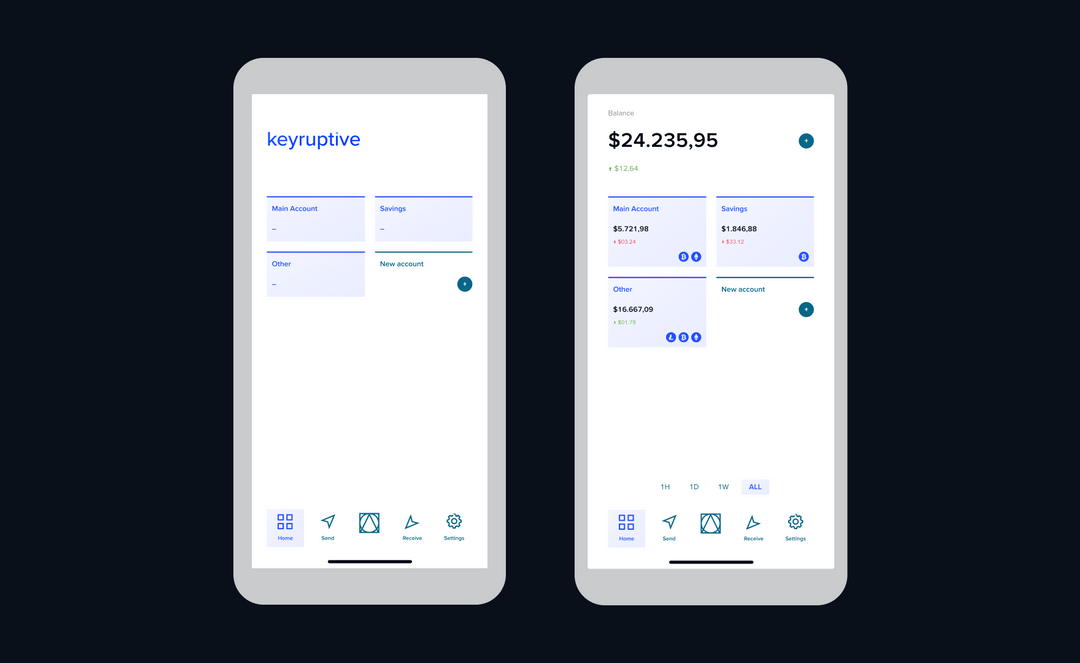 keyruptive
Main Account
–
Savings
–
Other
–
New account
+
Home
Send
Receive
Settings
Balance
$24.235,95
+
↑ $12,64
Main Account
$5.721,98
$03.24
Savings
$1.846,88
$33.12
Other
$16.667,09
$01.79
New account
+
1H 1D 1W ALL
Home
Send
Receive
Settings